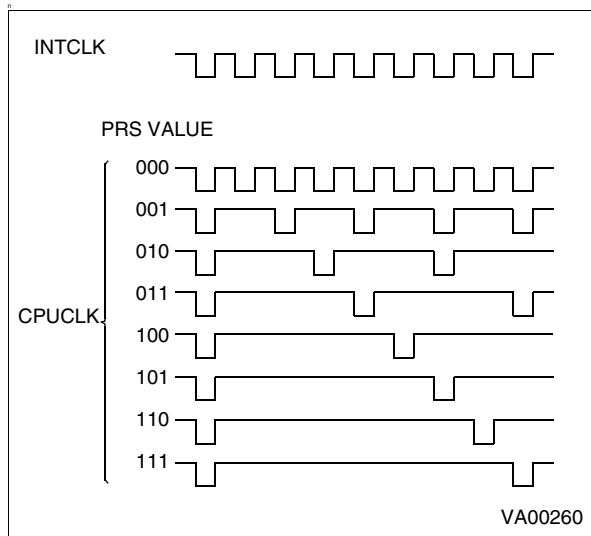 n
INTCLK
PRS VALUE
000
001
010
011
CPUCLK
100
101
110
111
VA00260